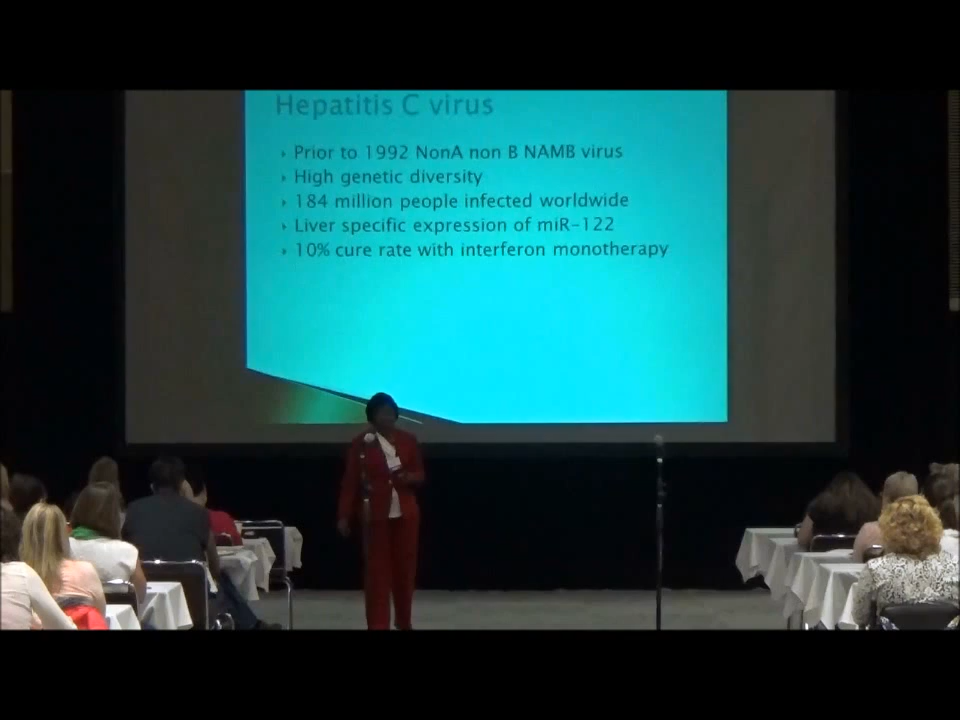 Hepatitis C virus
Prior to 1992 NonA non B NAMB virus
High genetic diversity
184 million people infected worldwide
Liver specific expression of miR-122
10% cure rate with interferon monotherapy